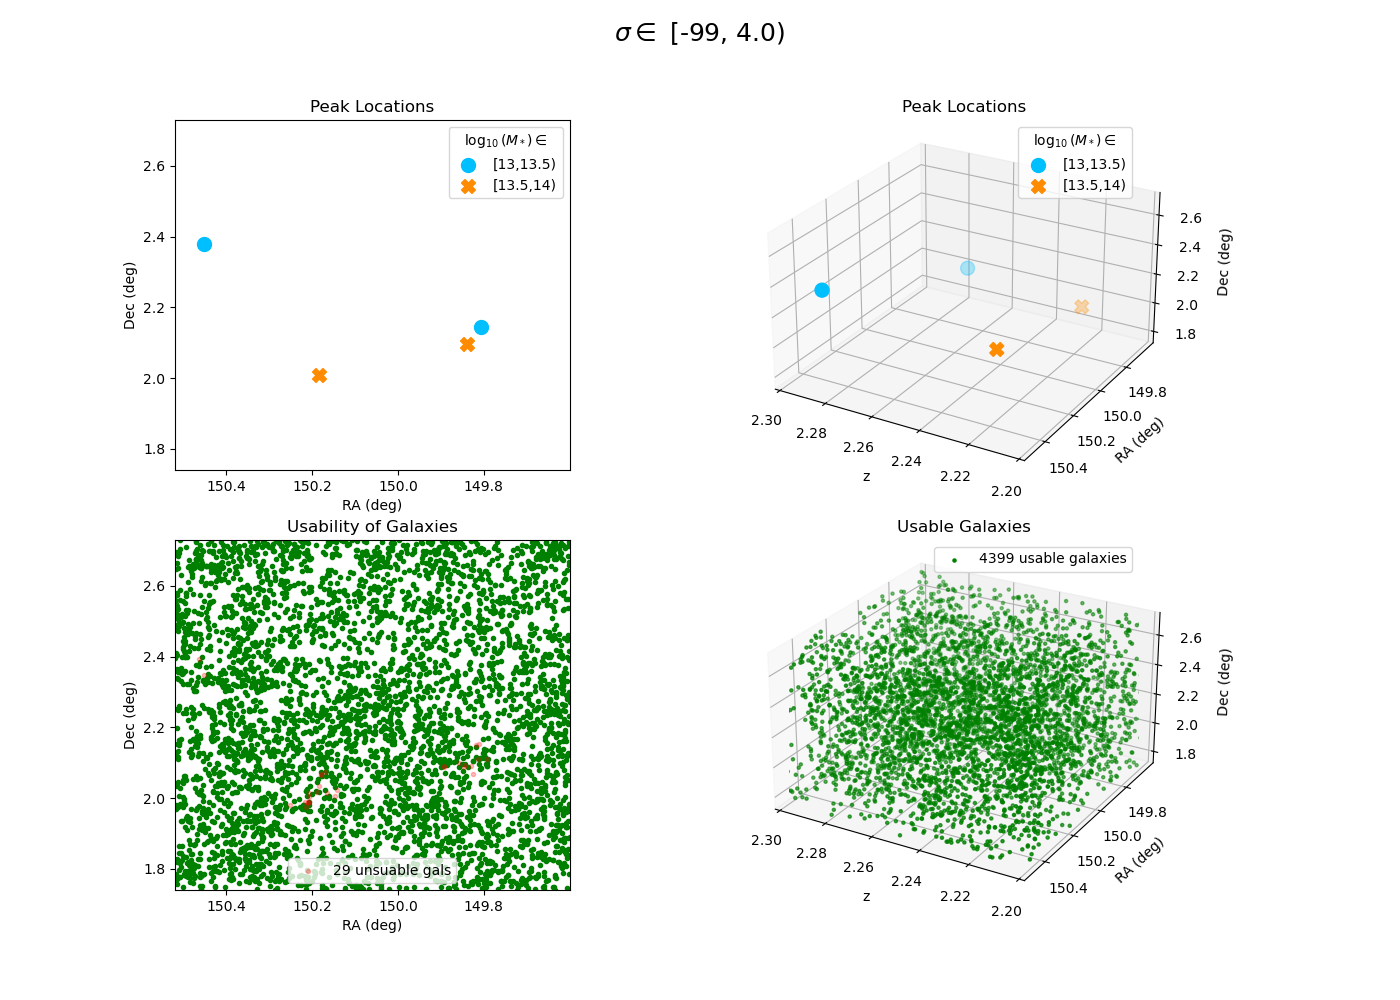 σ ∈ [-99, 4.0)
Peak Locations
log₁₀(M*) ∈
[13,13.5)
[13.5,14)
2.6
2.4
2.2
2.0
1.8
Dec (deg)
150.4 150.2 150.0 149.8
RA (deg)
Peak Locations
log₁₀(M*) ∈
[13,13.5)
[13.5,14)
2.6
2.4
2.2
2.0
1.8
Dec (deg)
149.8
150.0
150.2
150.4
RA (deg)
2.30
2.28
2.26
2.24
2.22
2.20
z
Usability of Galaxies
2.6
2.4
2.2
2.0
1.8
Dec (deg)
29 unsuable gals
150.4 150.2 150.0 149.8
RA (deg)
Usable Galaxies
4399 usable galaxies
2.6
2.4
2.2
2.0
1.8
Dec (deg)
149.8
150.0
150.2
150.4
RA (deg)
2.30
2.28
2.26
2.24
2.22
2.20
z